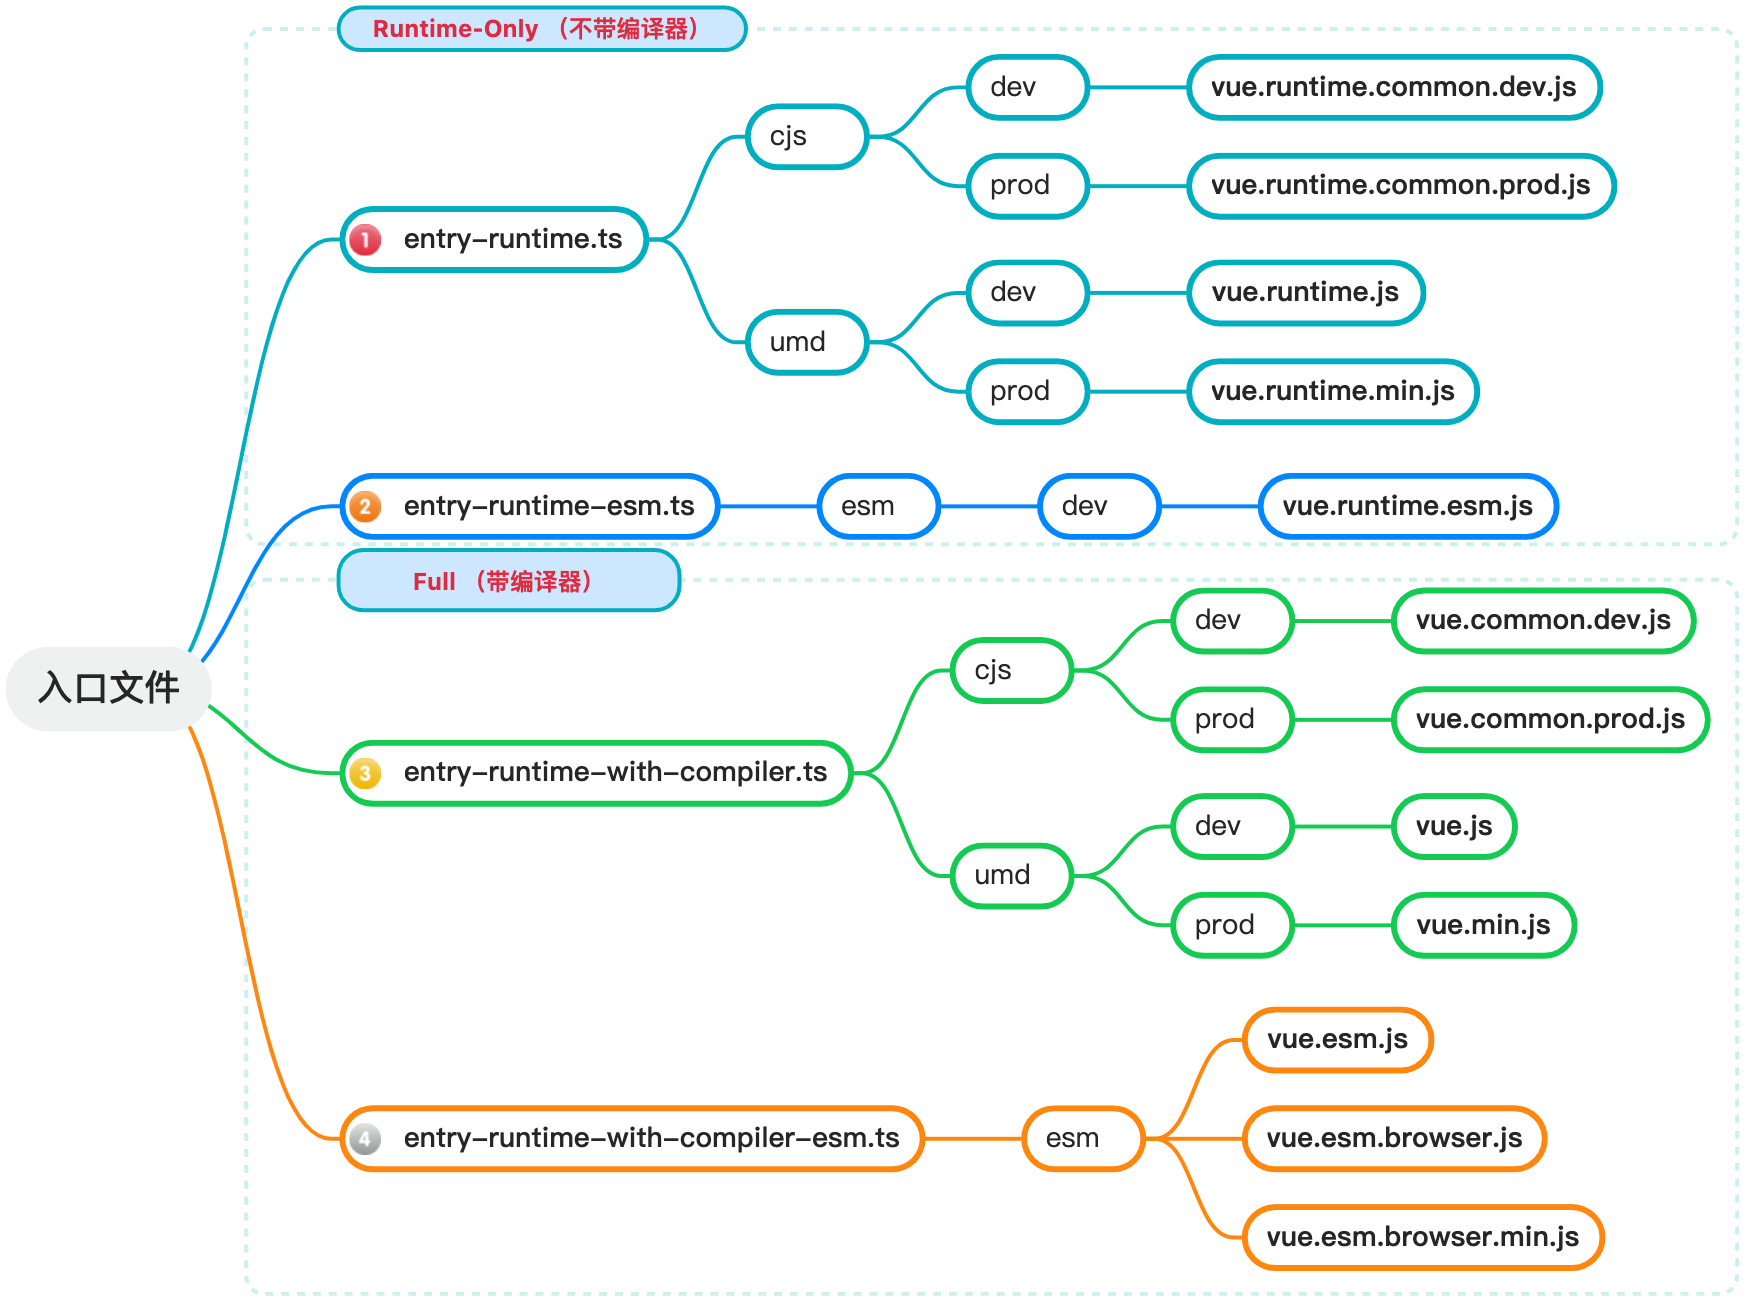 Runtime-Only （不带编译器）
dev
vue.runtime.common.dev.js
cjs
prod
vue.runtime.common.prod.js
1 entry-runtime.ts
dev
vue.runtime.js
umd
prod
vue.runtime.min.js
2 entry-runtime-esm.ts
esm
dev
vue.runtime.esm.js
Full （带编译器）
dev
vue.common.dev.js
cjs
prod
vue.common.prod.js
入口文件
3 entry-runtime-with-compiler.ts
dev
vue.js
umd
prod
vue.min.js
vue.esm.js
4 entry-runtime-with-compiler-esm.ts
esm
vue.esm.browser.js
vue.esm.browser.min.js